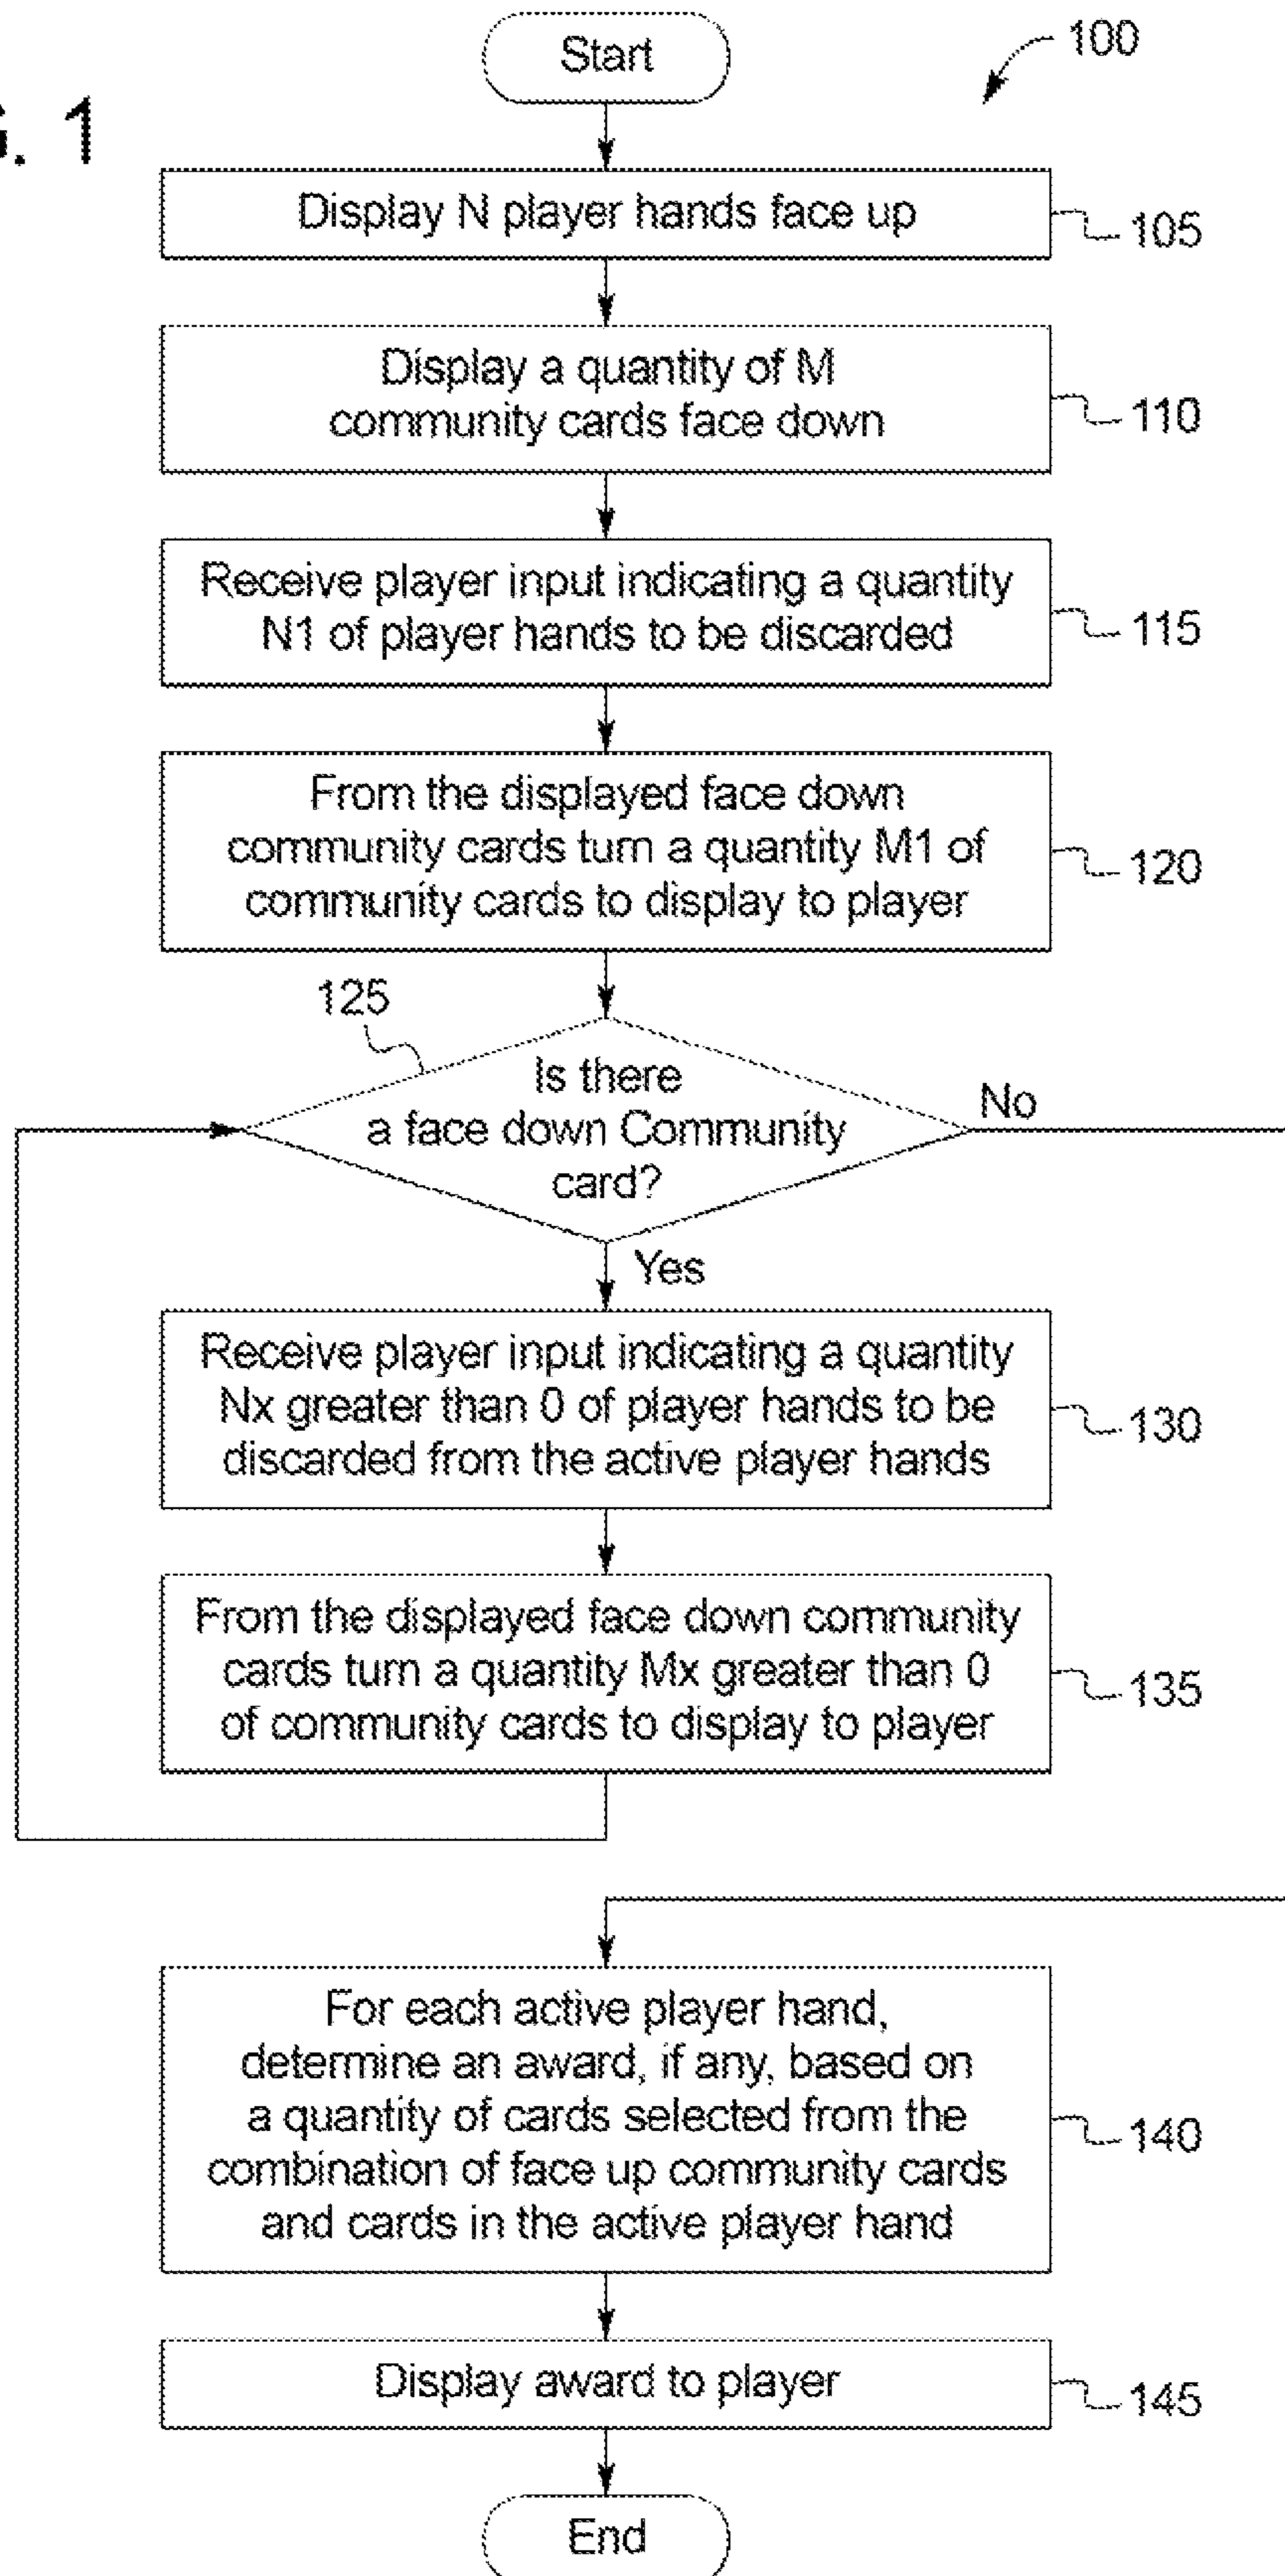 Start
100
. 1
Display N player hands face up
105
Display a quantity of M
community cards face down
110
Receive player input indicating a quantity
N1 of player hands to be discarded
115
From the displayed face down
community cards turn a quantity M1 of
community cards to display to player
120
125
Is there
a face down Community
card?
No
Yes
Receive player input indicating a quantity
Nx greater than 0 of player hands to be
discarded from the active player hands
130
From the displayed face down community
cards turn a quantity Mx greater than 0
of community cards to display to player
135
For each active player hand,
determine an award, if any, based on
a quantity of cards selected from the
combination of face up community cards
and cards in the active player hand
140
Display award to player
145
End